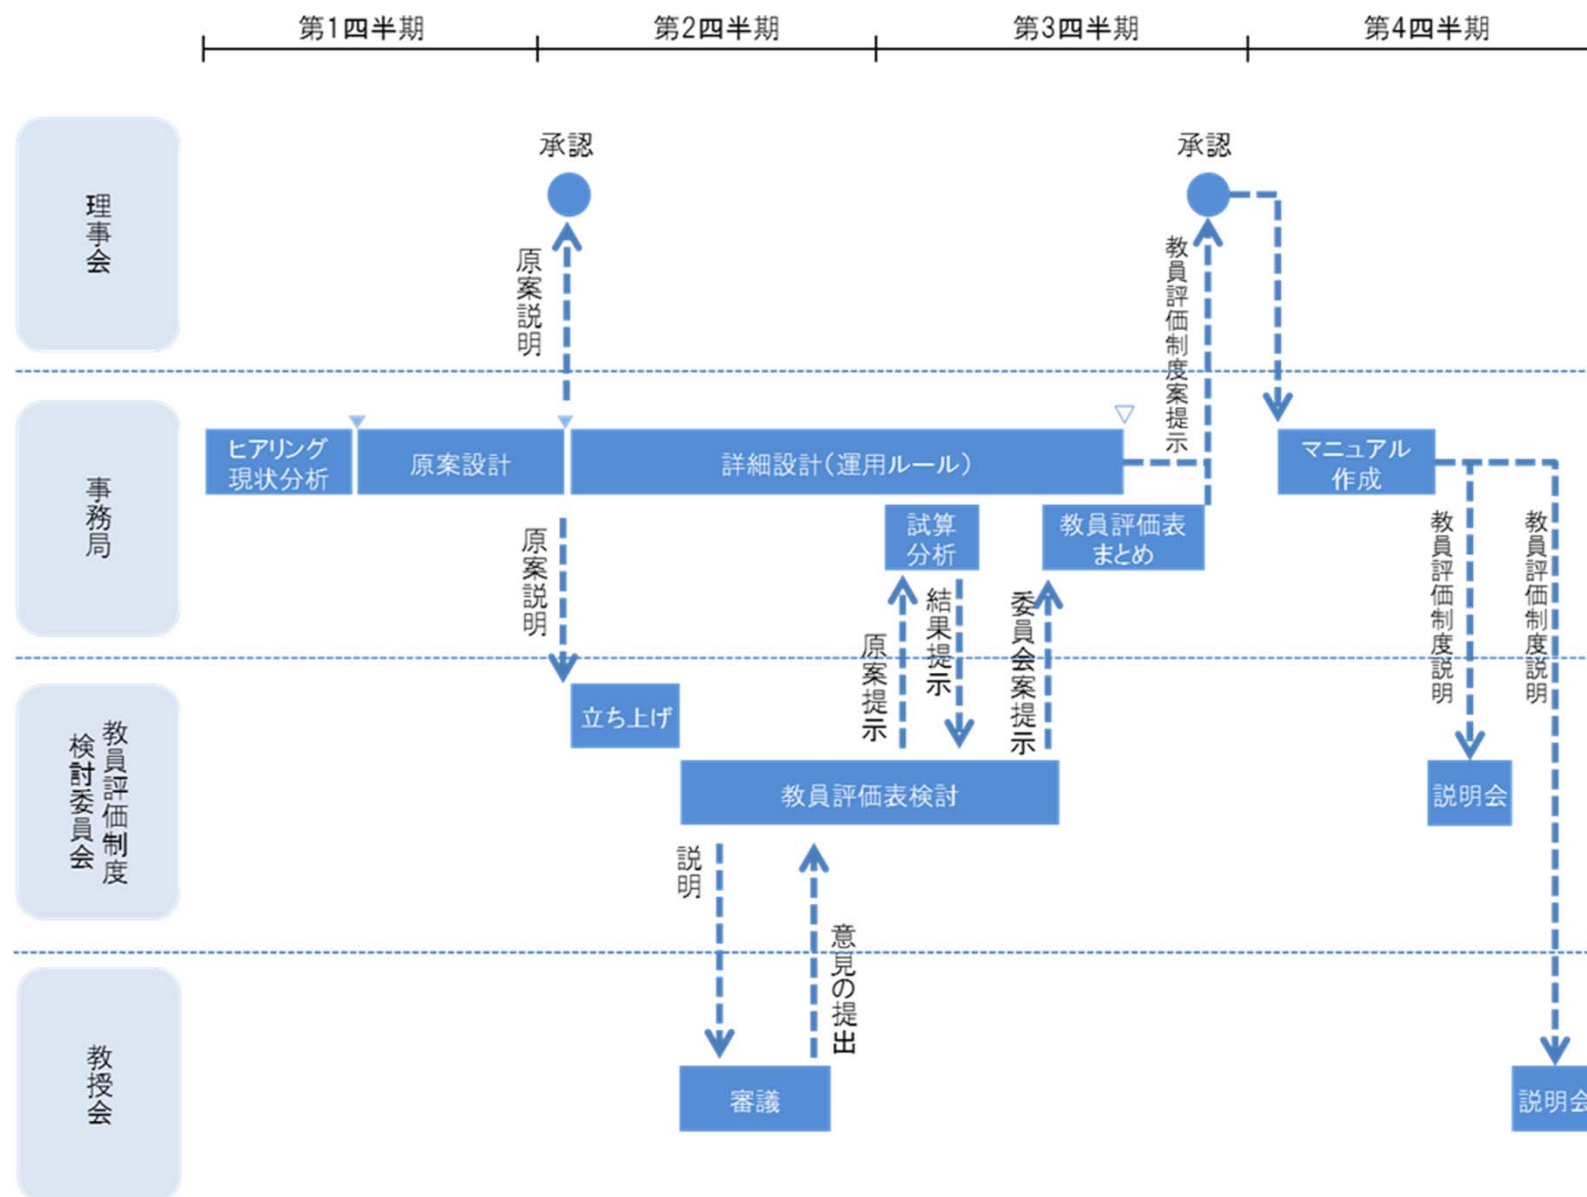 第1四半期
第2四半期
第3四半期
第4四半期
理事会
承認
承認
原案説明
教員評価制度案提示
事務局
ヒアリング
現状分析
原案設計
詳細設計(運用ルール)
マニュアル
作成
試算
分析
教員評価表
まとめ
原案説明
原案提示
結果提示
委員会案提示
教員評価制度説明
教員評価制度説明
教員評価制度
検討委員会
立ち上げ
教員評価表検討
説明会
説明
意見の提出
教授会
審議
説明会